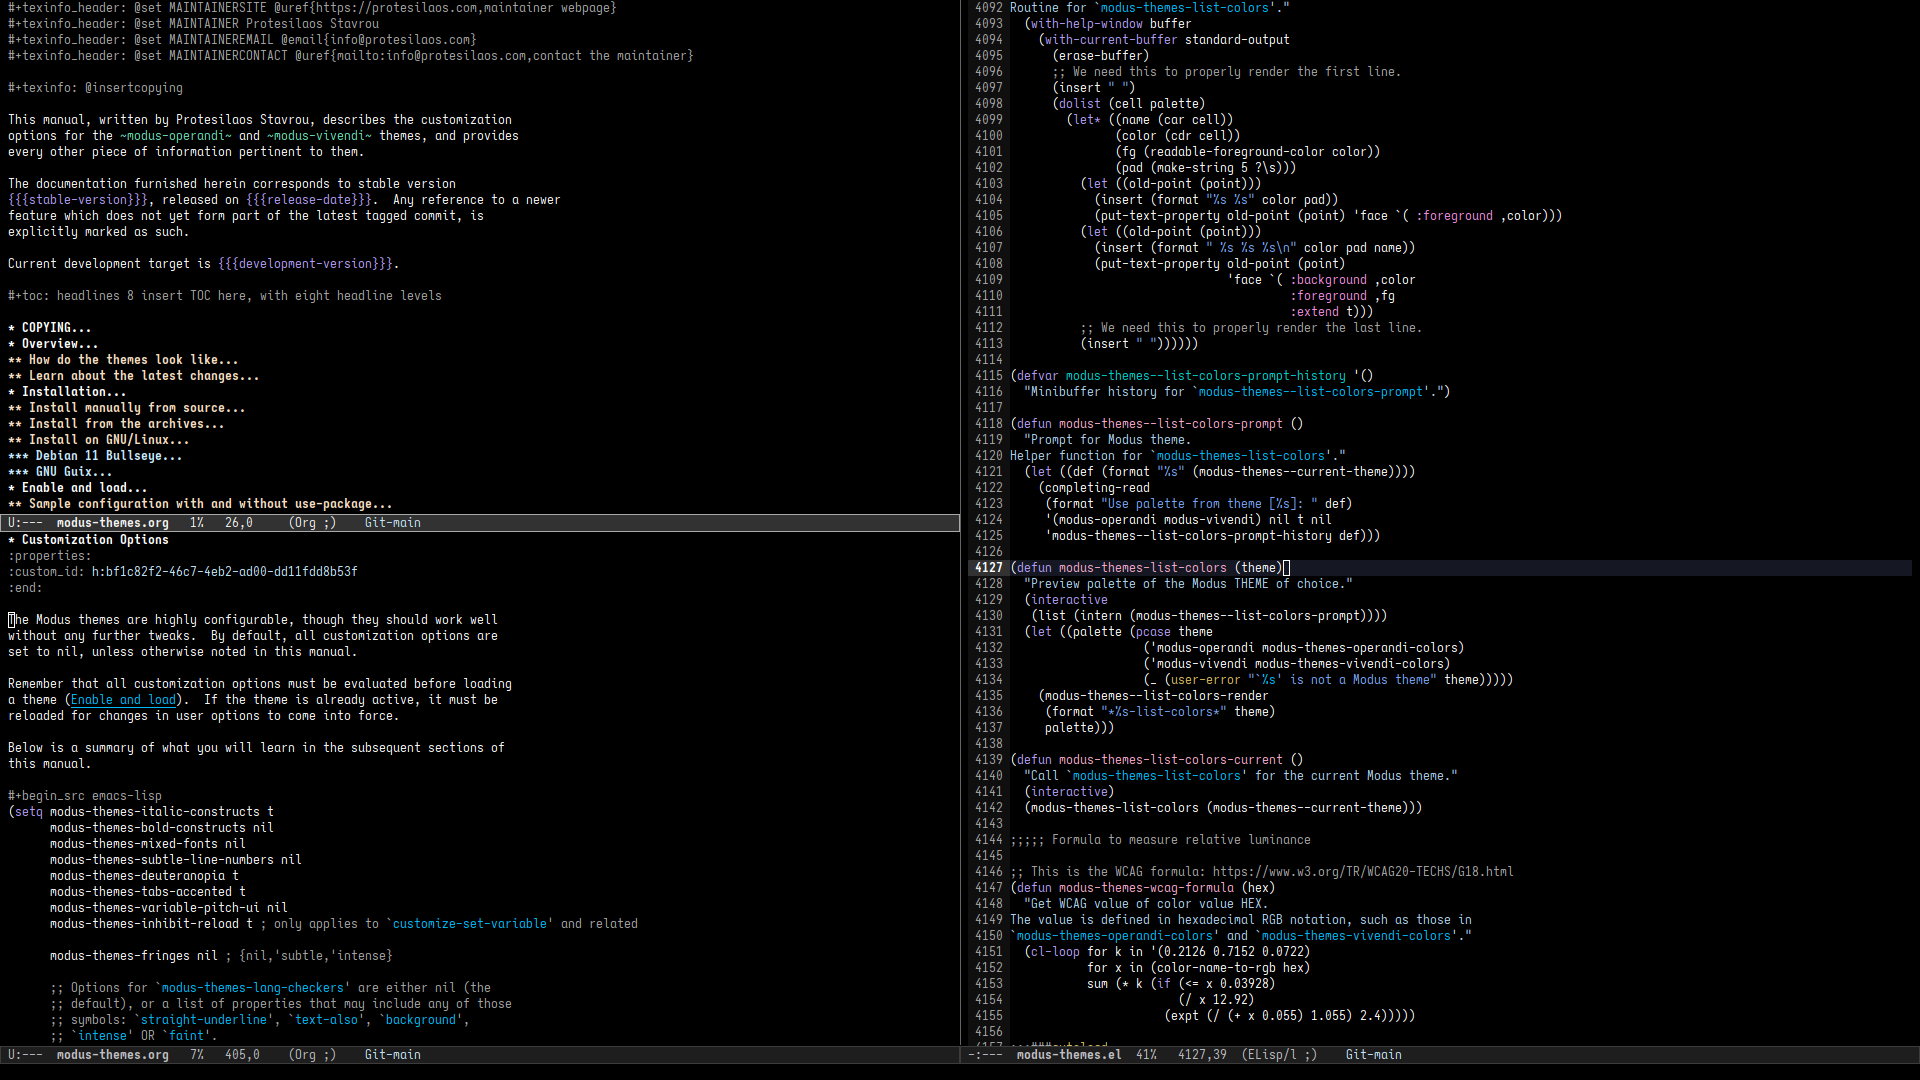 #+texinfo_header: @set MAINTAINERSITE @uref{https://protesilaos.com,maintainer webpage}
#+texinfo_header: @set MAINTAINER Protesilaos Stavrou
#+texinfo_header: @set MAINTAINEREMAIL @email{info@protesilaos.com}
#+texinfo_header: @set MAINTAINERCONTACT @uref{mailto:info@protesilaos.com,contact the maintainer}

#+texinfo: @insertcopying

This manual, written by Protesilaos Stavrou, describes the customization
options for the ~modus-operandi~ and ~modus-vivendi~ themes, and provides
every other piece of information pertinent to them.

The documentation furnished herein corresponds to stable version
{{{stable-version}}}, released on {{{release-date}}}.  Any reference to a newer
feature which does not yet form part of the latest tagged commit, is
explicitly marked as such.

Current development target is {{{development-version}}}.

#+toc: headlines 8 insert TOC here, with eight headline levels

* COPYING...
* Overview...
** How do the themes look like...
** Learn about the latest changes...
* Installation...
** Install manually from source...
** Install from the archives...
** Install on GNU/Linux...
*** Debian 11 Bullseye...
*** GNU Guix...
* Enable and load...
** Sample configuration with and without use-package...
U:---  modus-themes.org   1%   26,0     (Org ;)    Git-main
* Customization Options
:properties:
:custom_id: h:bf1c82f2-46c7-4eb2-ad00-dd11fdd8b53f
:end:

The Modus themes are highly configurable, though they should work well
without any further tweaks.  By default, all customization options are
set to nil, unless otherwise noted in this manual.

Remember that all customization options must be evaluated before loading
a theme (Enable and load).  If the theme is already active, it must be
reloaded for changes in user options to come into force.

Below is a summary of what you will learn in the subsequent sections of
this manual.

#+begin_src emacs-lisp
(setq modus-themes-italic-constructs t
      modus-themes-bold-constructs nil
      modus-themes-mixed-fonts nil
      modus-themes-subtle-line-numbers nil
      modus-themes-deuteranopia t
      modus-themes-tabs-accented t
      modus-themes-variable-pitch-ui nil
      modus-themes-inhibit-reload t ; only applies to `customize-set-variable' and related

      modus-themes-fringes nil ; {nil,'subtle,'intense}

      ;; Options for `modus-themes-lang-checkers' are either nil (the
      ;; default), or a list of properties that may include any of those
      ;; symbols: `straight-underline', `text-also', `background',
      ;; `intense' OR `faint'.
U:---  modus-themes.org   7%   405,0    (Org ;)    Git-main
4092 Routine for `modus-themes-list-colors'."
4093   (with-help-window buffer
4094     (with-current-buffer standard-output
4095       (erase-buffer)
4096       ;; We need this to properly render the first line.
4097       (insert " ")
4098       (dolist (cell palette)
4099         (let* ((name (car cell))
4100                (color (cdr cell))
4101                (fg (readable-foreground-color color))
4102                (pad (make-string 5 ?\s)))
4103           (let ((old-point (point)))
4104             (insert (format "%s %s" color pad))
4105             (put-text-property old-point (point) 'face `( :foreground ,color)))
4106           (let ((old-point (point)))
4107             (insert (format " %s %s %s\n" color pad name))
4108             (put-text-property old-point (point)
4109                                'face `( :background ,color
4110                                         :foreground ,fg
4111                                         :extend t)))
4112           ;; We need this to properly render the last line.
4113           (insert " "))))))
4114
4115 (defvar modus-themes--list-colors-prompt-history '()
4116   "Minibuffer history for `modus-themes--list-colors-prompt'.")
4117
4118 (defun modus-themes--list-colors-prompt ()
4119   "Prompt for Modus theme.
4120 Helper function for `modus-themes-list-colors'."
4121   (let ((def (format "%s" (modus-themes--current-theme))))
4122     (completing-read
4123      (format "Use palette from theme [%s]: " def)
4124      '(modus-operandi modus-vivendi) nil t nil
4125      'modus-themes--list-colors-prompt-history def)))
4126
4127 (defun modus-themes-list-colors (theme)
4128   "Preview palette of the Modus THEME of choice."
4129   (interactive
4130    (list (intern (modus-themes--list-colors-prompt))))
4131   (let ((palette (pcase theme
4132                    ('modus-operandi modus-themes-operandi-colors)
4133                    ('modus-vivendi modus-themes-vivendi-colors)
4134                    (_ (user-error "`%s' is not a Modus theme" theme)))))
4135     (modus-themes--list-colors-render
4136      (format "*%s-list-colors*" theme)
4137      palette)))
4138
4139 (defun modus-themes-list-colors-current ()
4140   "Call `modus-themes-list-colors' for the current Modus theme."
4141   (interactive)
4142   (modus-themes-list-colors (modus-themes--current-theme)))
4143
4144 ;;;;; Formula to measure relative luminance
4145
4146 ;; This is the WCAG formula: https://www.w3.org/TR/WCAG20-TECHS/G18.html
4147 (defun modus-themes-wcag-formula (hex)
4148   "Get WCAG value of color value HEX.
4149 The value is defined in hexadecimal RGB notation, such as those in
4150 `modus-themes-operandi-colors' and `modus-themes-vivendi-colors'."
4151   (cl-loop for k in '(0.2126 0.7152 0.0722)
4152            for x in (color-name-to-rgb hex)
4153            sum (* k (if (<= x 0.03928)
4154                         (/ x 12.92)
4155                       (expt (/ (+ x 0.055) 1.055) 2.4)))))
4156
4157 ;;;###autoload
-:---  modus-themes.el  41%   4127,39  (ELisp/l ;)    Git-main